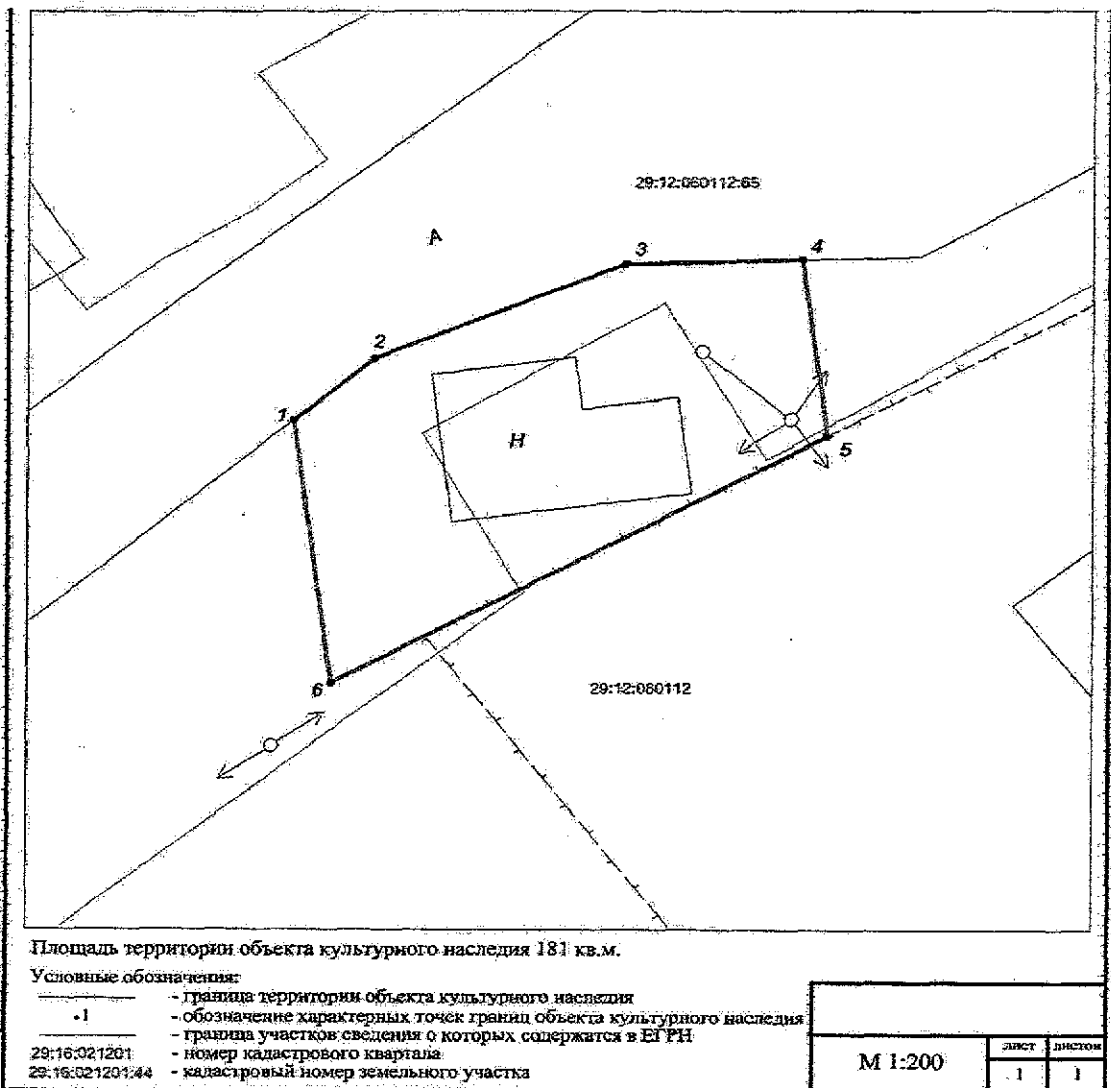 29:12:060112:65
А
3
4
2
1
Н
5
6
29:12:060112
Площадь территории объекта культурного наследия 181 кв.м.
Условные обозначения:
- граница территории объекта культурного наследия
•1 - обозначение характерных точек границ объекта культурного наследия
- граница участков сведения о которых содержатся в ЕГРН
29:16:021201 - номер кадастрового квартала
29:16:021201:44 - кадастровый номер земельного участка
М 1:200
лист листов
1 1